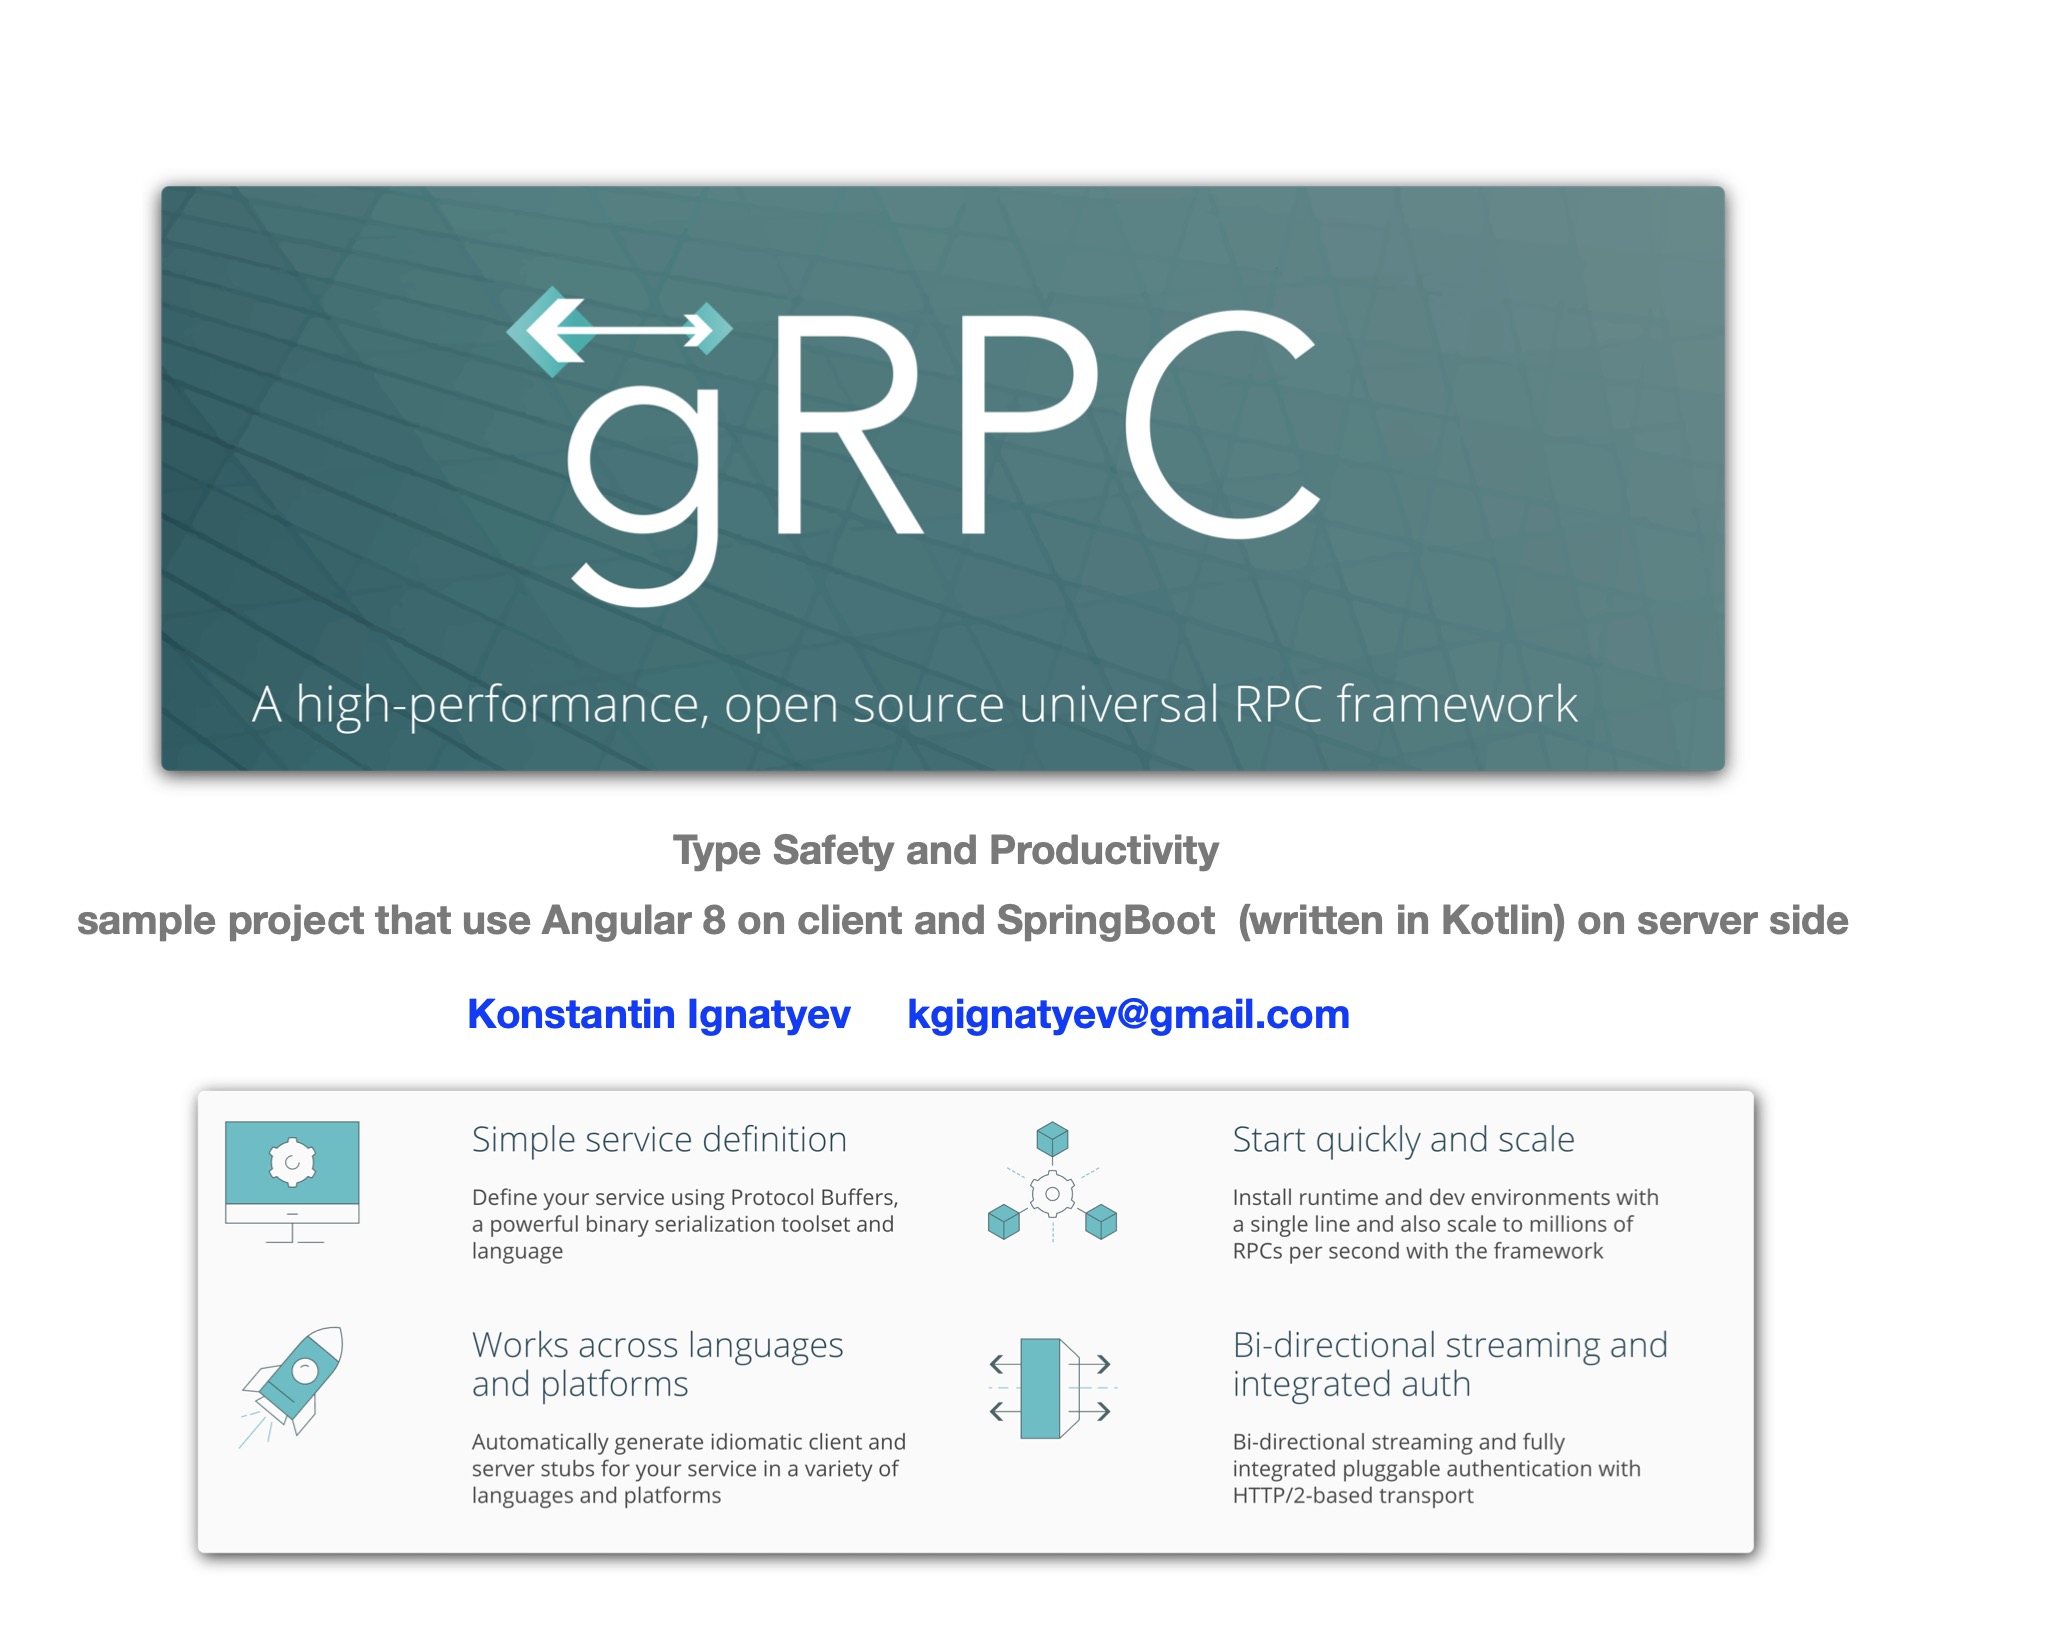 gRPC
A high-performance, open source universal RPC framework
Type Safety and Productivity
sample project that use Angular 8 on client and SpringBoot  (written in Kotlin) on server side
Konstantin Ignatyev kgignatyev@gmail.com
Simple service definition
Define your service using Protocol Buffers,
a powerful binary serialization toolset and
language
Start quickly and scale
Install runtime and dev environments with
a single line and also scale to millions of
RPCs per second with the framework
Works across languages
and platforms
Automatically generate idiomatic client and
server stubs for your service in a variety of
languages and platforms
Bi-directional streaming and
integrated auth
Bi-directional streaming and fully
integrated pluggable authentication with
HTTP/2-based transport